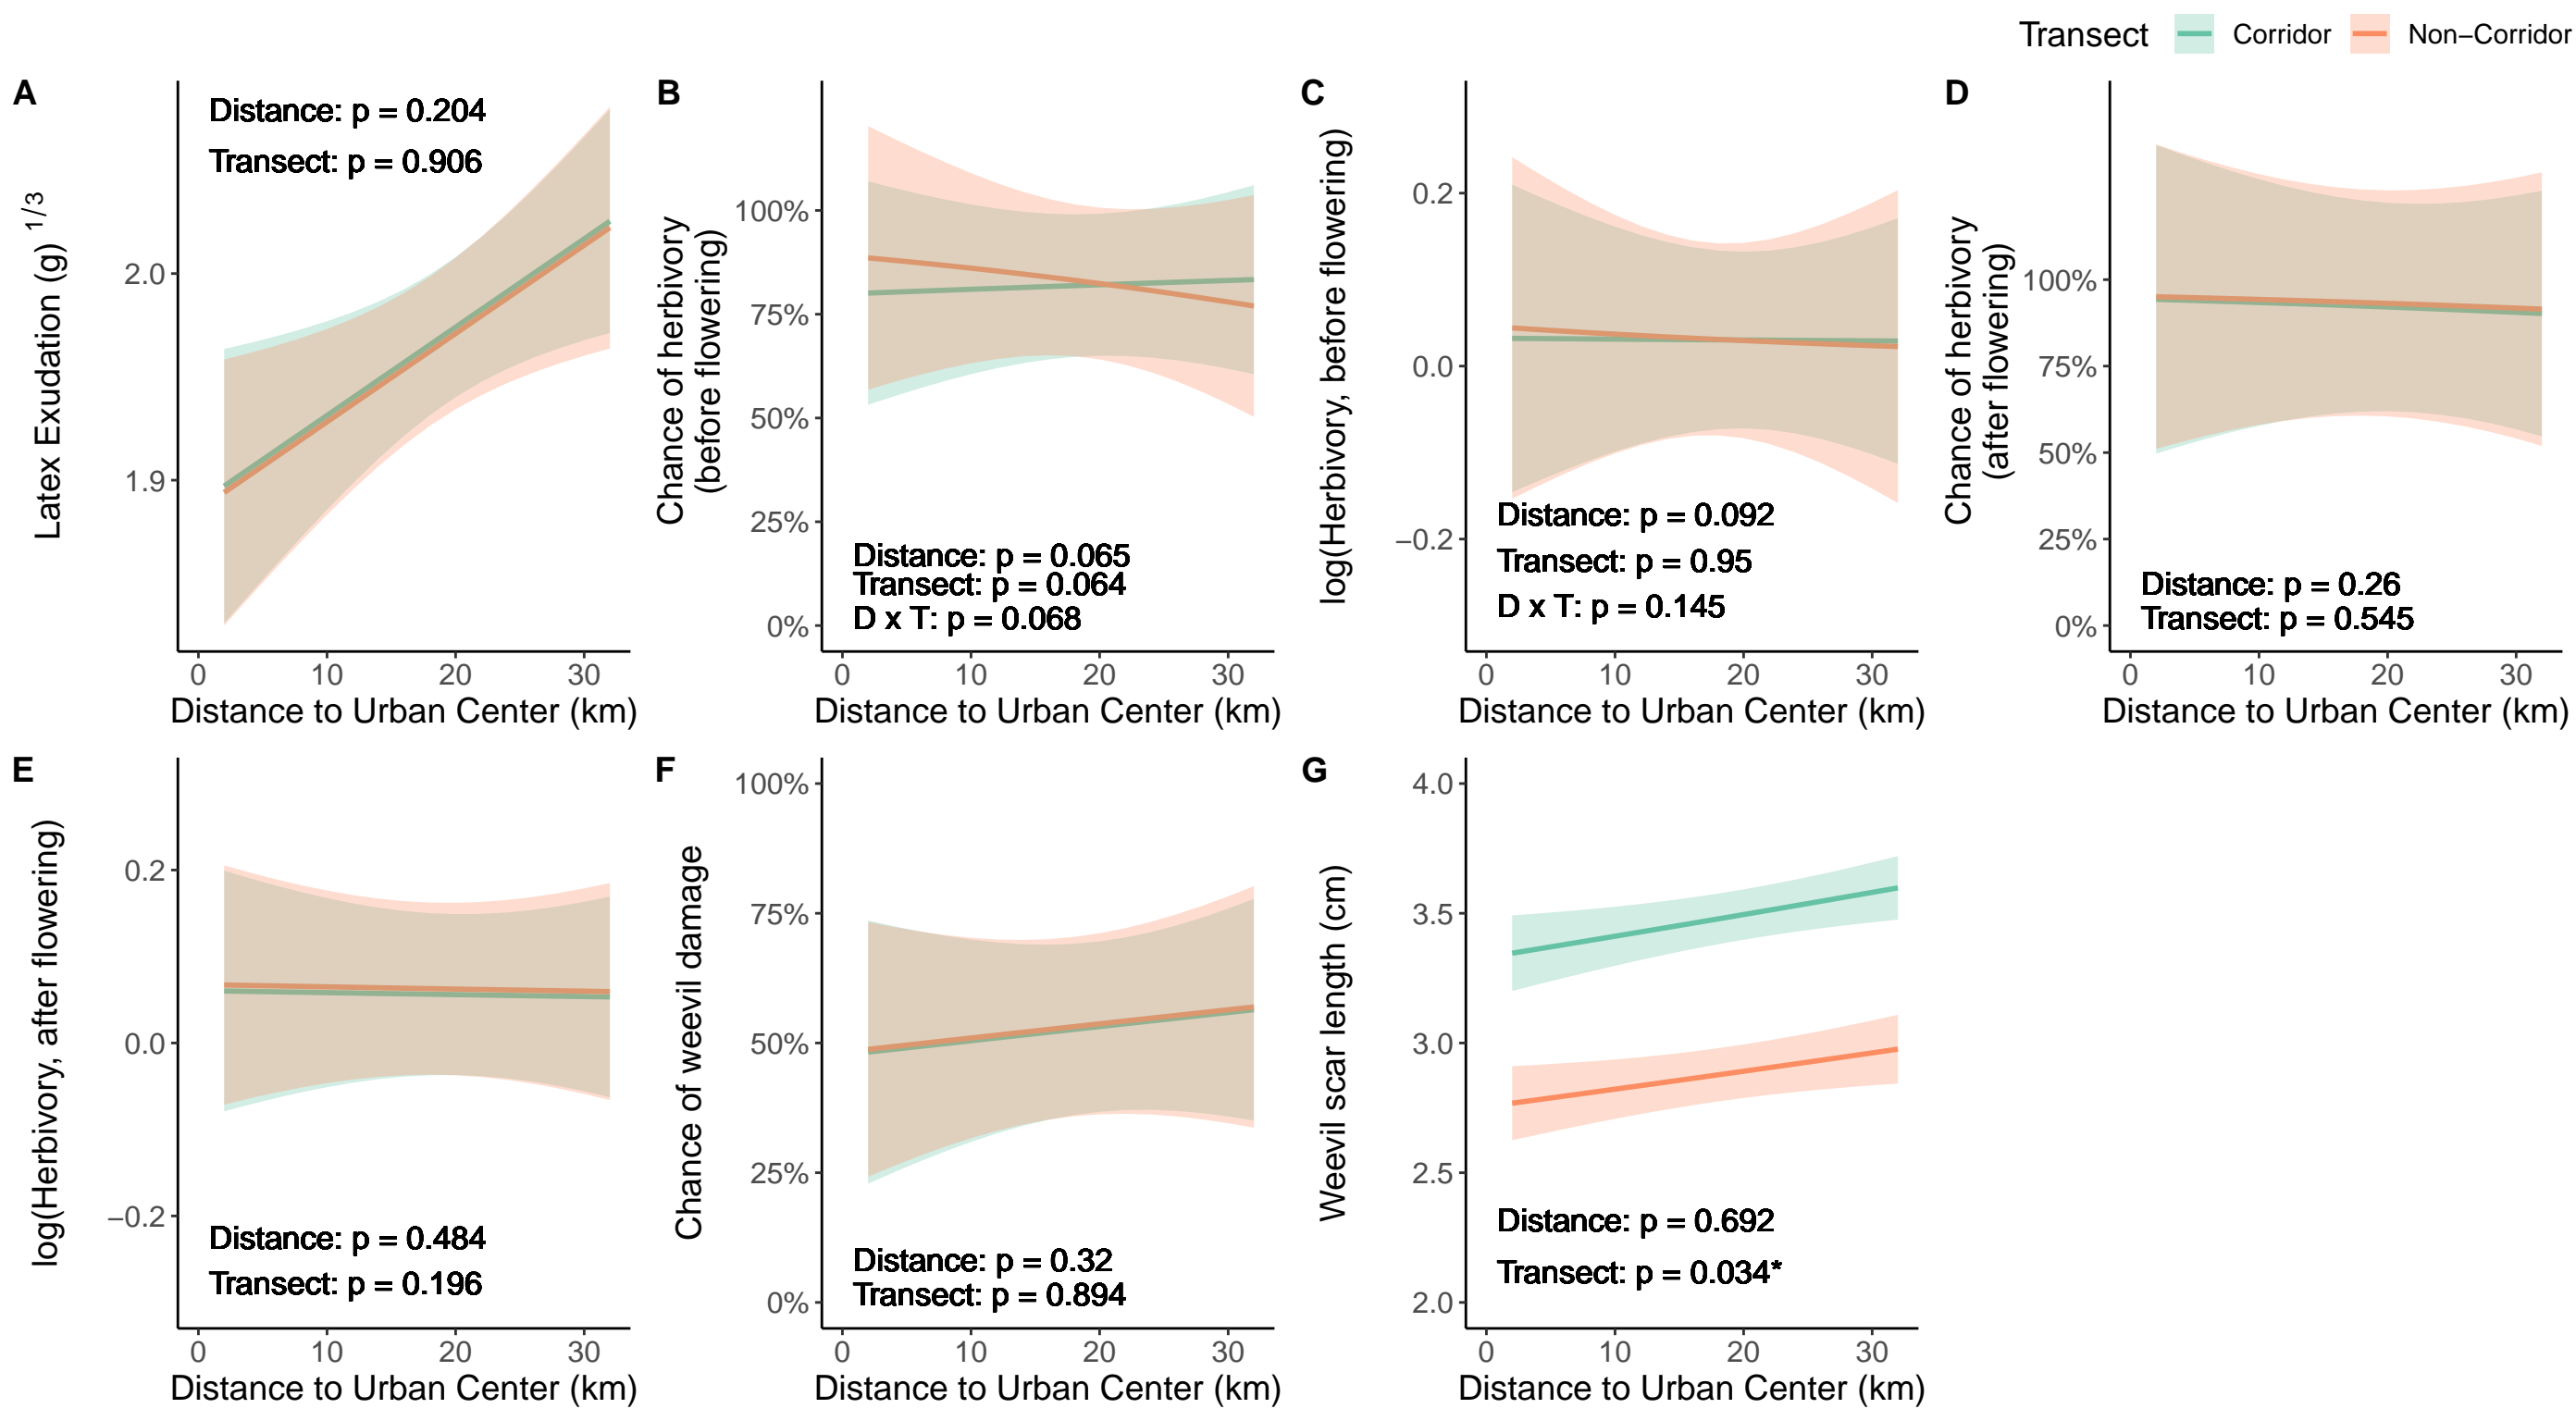 Transect Corridor Non−Corridor
A
Distance: p = 0.204
Transect: p = 0.906
Latex Exudation (g) 1/3
2.0
1.9
0 10 20 30
Distance to Urban Center (km)
B
Chance of herbivory
(before flowering)
100%
75%
50%
25%
0%
Distance: p = 0.065
Transect: p = 0.064
D x T: p = 0.068
0 10 20 30
Distance to Urban Center (km)
C
log(Herbivory, before flowering)
0.2
0.0
−0.2
Distance: p = 0.092
Transect: p = 0.95
D x T: p = 0.145
0 10 20 30
Distance to Urban Center (km)
D
Chance of herbivory
(after flowering)
100%
75%
50%
25%
0%
Distance: p = 0.26
Transect: p = 0.545
0 10 20 30
Distance to Urban Center (km)
E
log(Herbivory, after flowering)
0.2
0.0
−0.2
Distance: p = 0.484
Transect: p = 0.196
0 10 20 30
Distance to Urban Center (km)
F
Chance of weevil damage
100%
75%
50%
25%
0%
Distance: p = 0.32
Transect: p = 0.894
0 10 20 30
Distance to Urban Center (km)
G
Weevil scar length (cm)
4.0
3.5
3.0
2.5
2.0
Distance: p = 0.692
Transect: p = 0.034*
0 10 20 30
Distance to Urban Center (km)